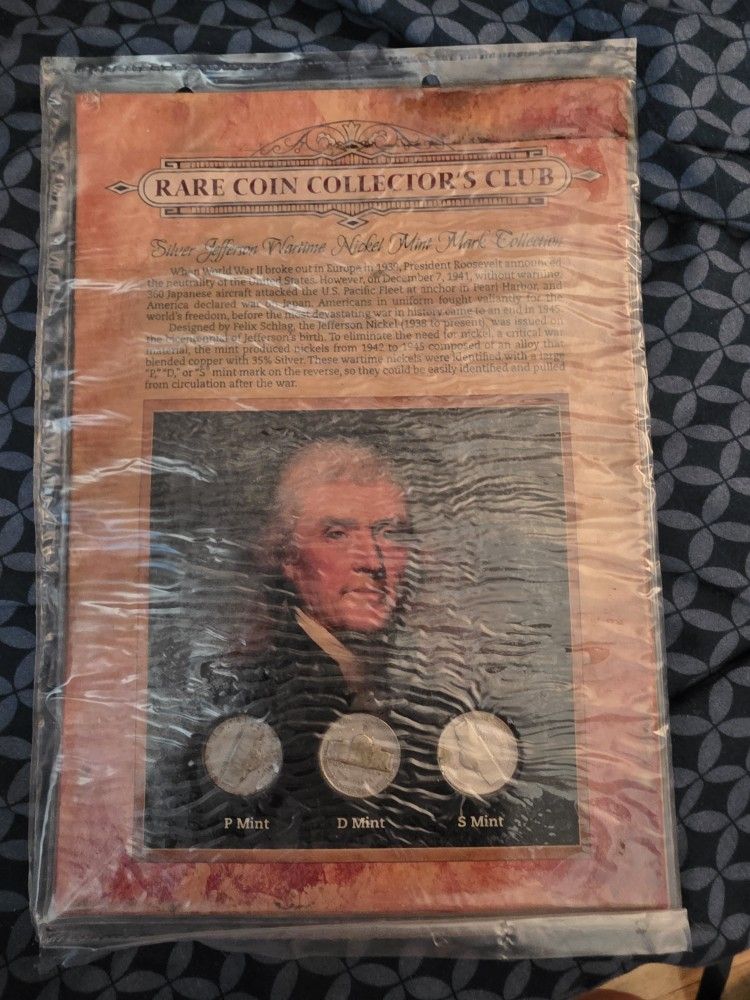 RARE COIN COLLECTOR'S CLUB
Silver Jefferson Wartime Nickel Mint Mark Collection
When World War II broke out in Europe in 1939, President Roosevelt announced
the neutrality of the United States. However, on December 7, 1941, without warning,
360 Japanese aircraft attacked the U.S. Pacific Fleet at anchor in Pearl Harbor, and
America declared war on Japan. Americans in uniform fought valiantly for the
world's freedom, before the most devastating war in history came to an end in 1945.
Designed by Felix Schlag, the Jefferson Nickel (1938 to present), was issued on
the bicentennial of Jefferson's birth. To eliminate the need for nickel, a critical war
material, the mint produced nickels from 1942 to 1945 composed of an alloy that
blended copper with 35% Silver. These wartime nickels were identified with a large
"P," "D," or "S" mint mark on the reverse, so they could be easily identified and pulled
from circulation after the war.
P Mint
D Mint
S Mint